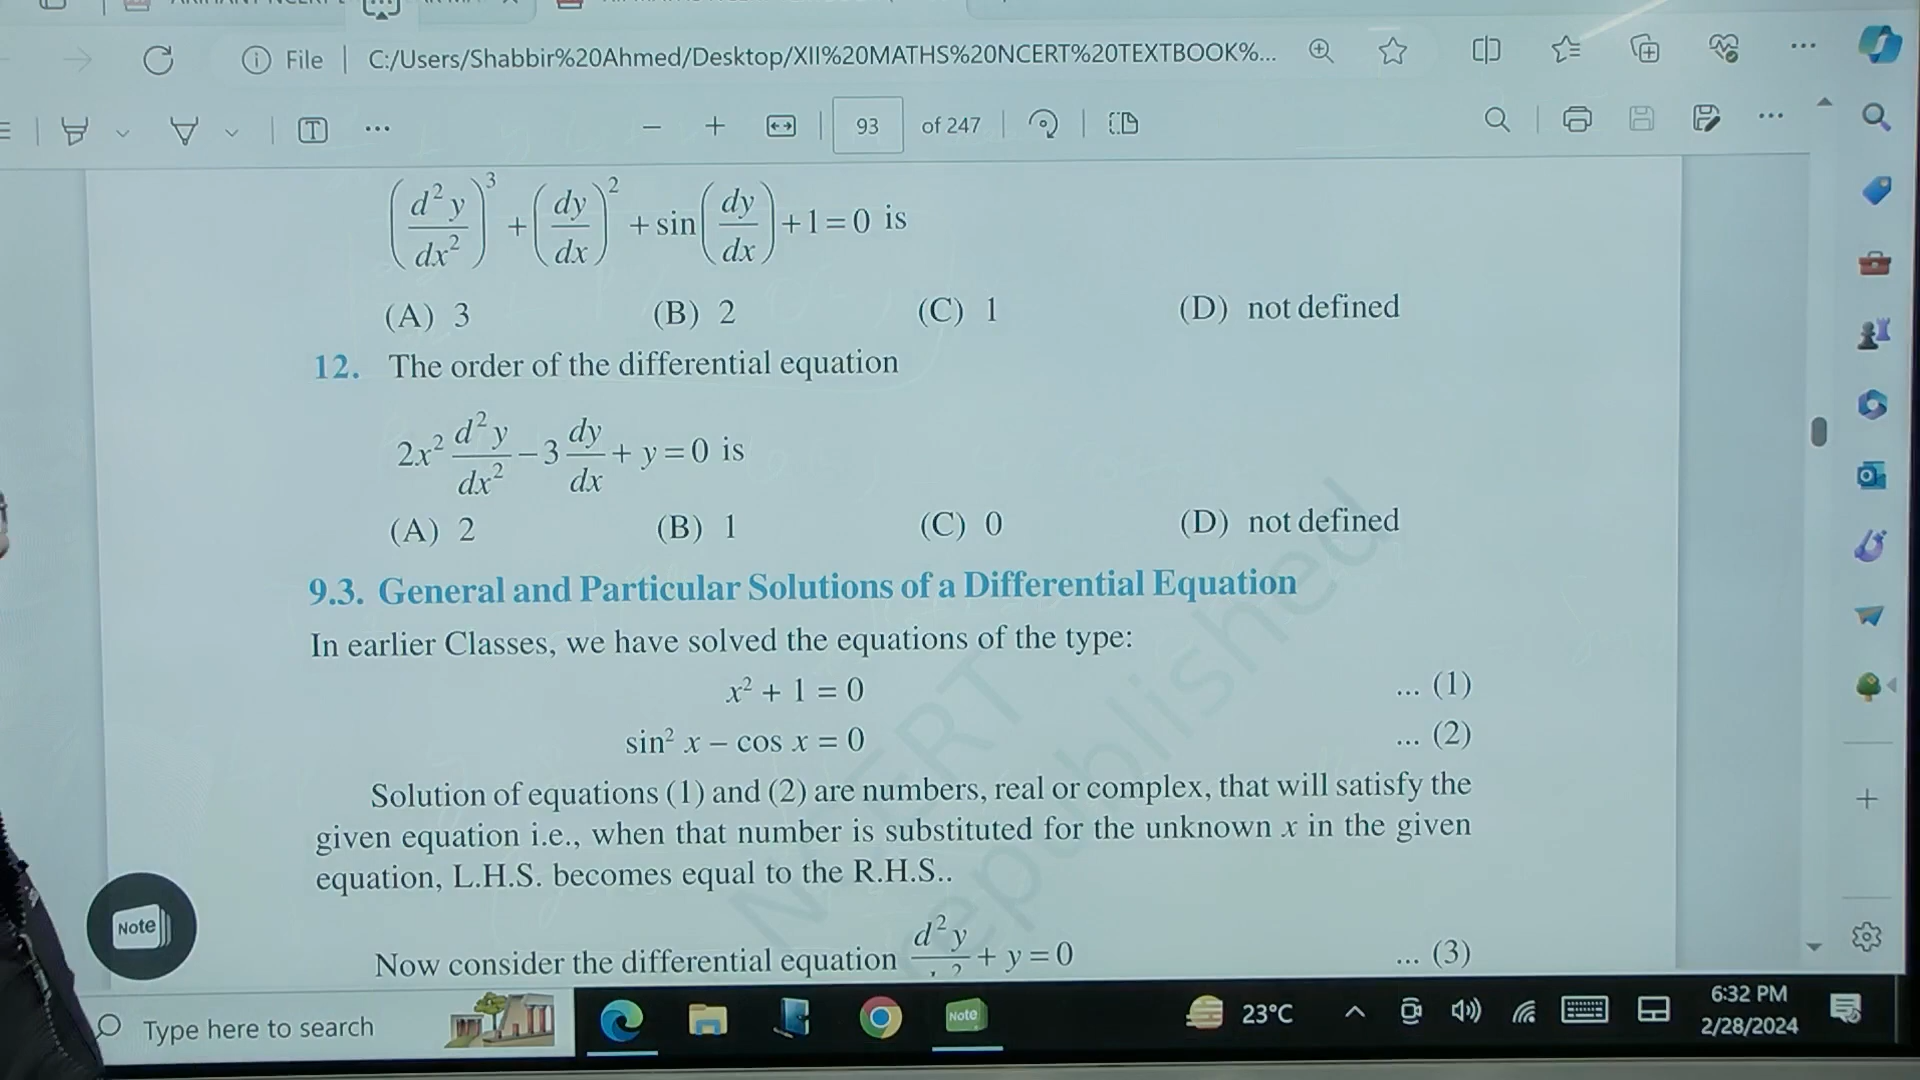 File | C:/Users/Shabbir%20Ahmed/Desktop/XII%20MATHS%20NCERT%20TEXTBOOK%...
93 of 247
(d²y/dx²)³ + (dy/dx)² + sin(dy/dx) + 1 = 0 is
(A) 3 (B) 2 (C) 1 (D) not defined
12. The order of the differential equation
2x² d²y/dx² − 3 dy/dx + y = 0 is
(A) 2 (B) 1 (C) 0 (D) not defined
9.3. General and Particular Solutions of a Differential Equation
In earlier Classes, we have solved the equations of the type:
x² + 1 = 0 ... (1)
sin² x – cos x = 0 ... (2)
Solution of equations (1) and (2) are numbers, real or complex, that will satisfy the
given equation i.e., when that number is substituted for the unknown x in the given
equation, L.H.S. becomes equal to the R.H.S..
Now consider the differential equation d²y/dx² + y = 0 ... (3)
republished
Note
Type here to search
Note
23°C
6:32 PM
2/28/2024